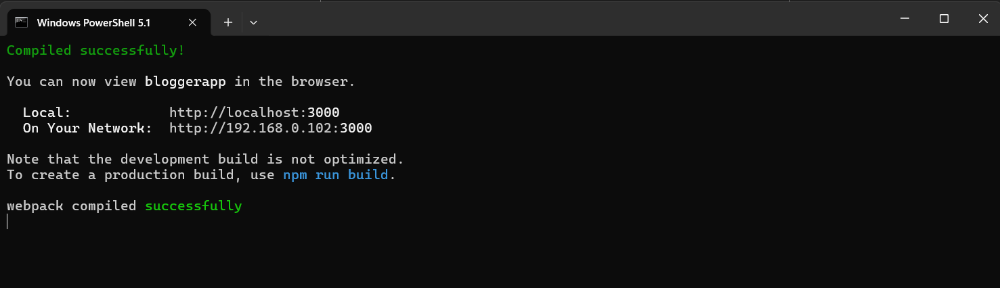 Windows PowerShell 5.1
Compiled successfully!
You can now view bloggerapp in the browser.
Local: http://localhost:3000
On Your Network: http://192.168.0.102:3000
Note that the development build is not optimized.
To create a production build, use npm run build.
webpack compiled successfully